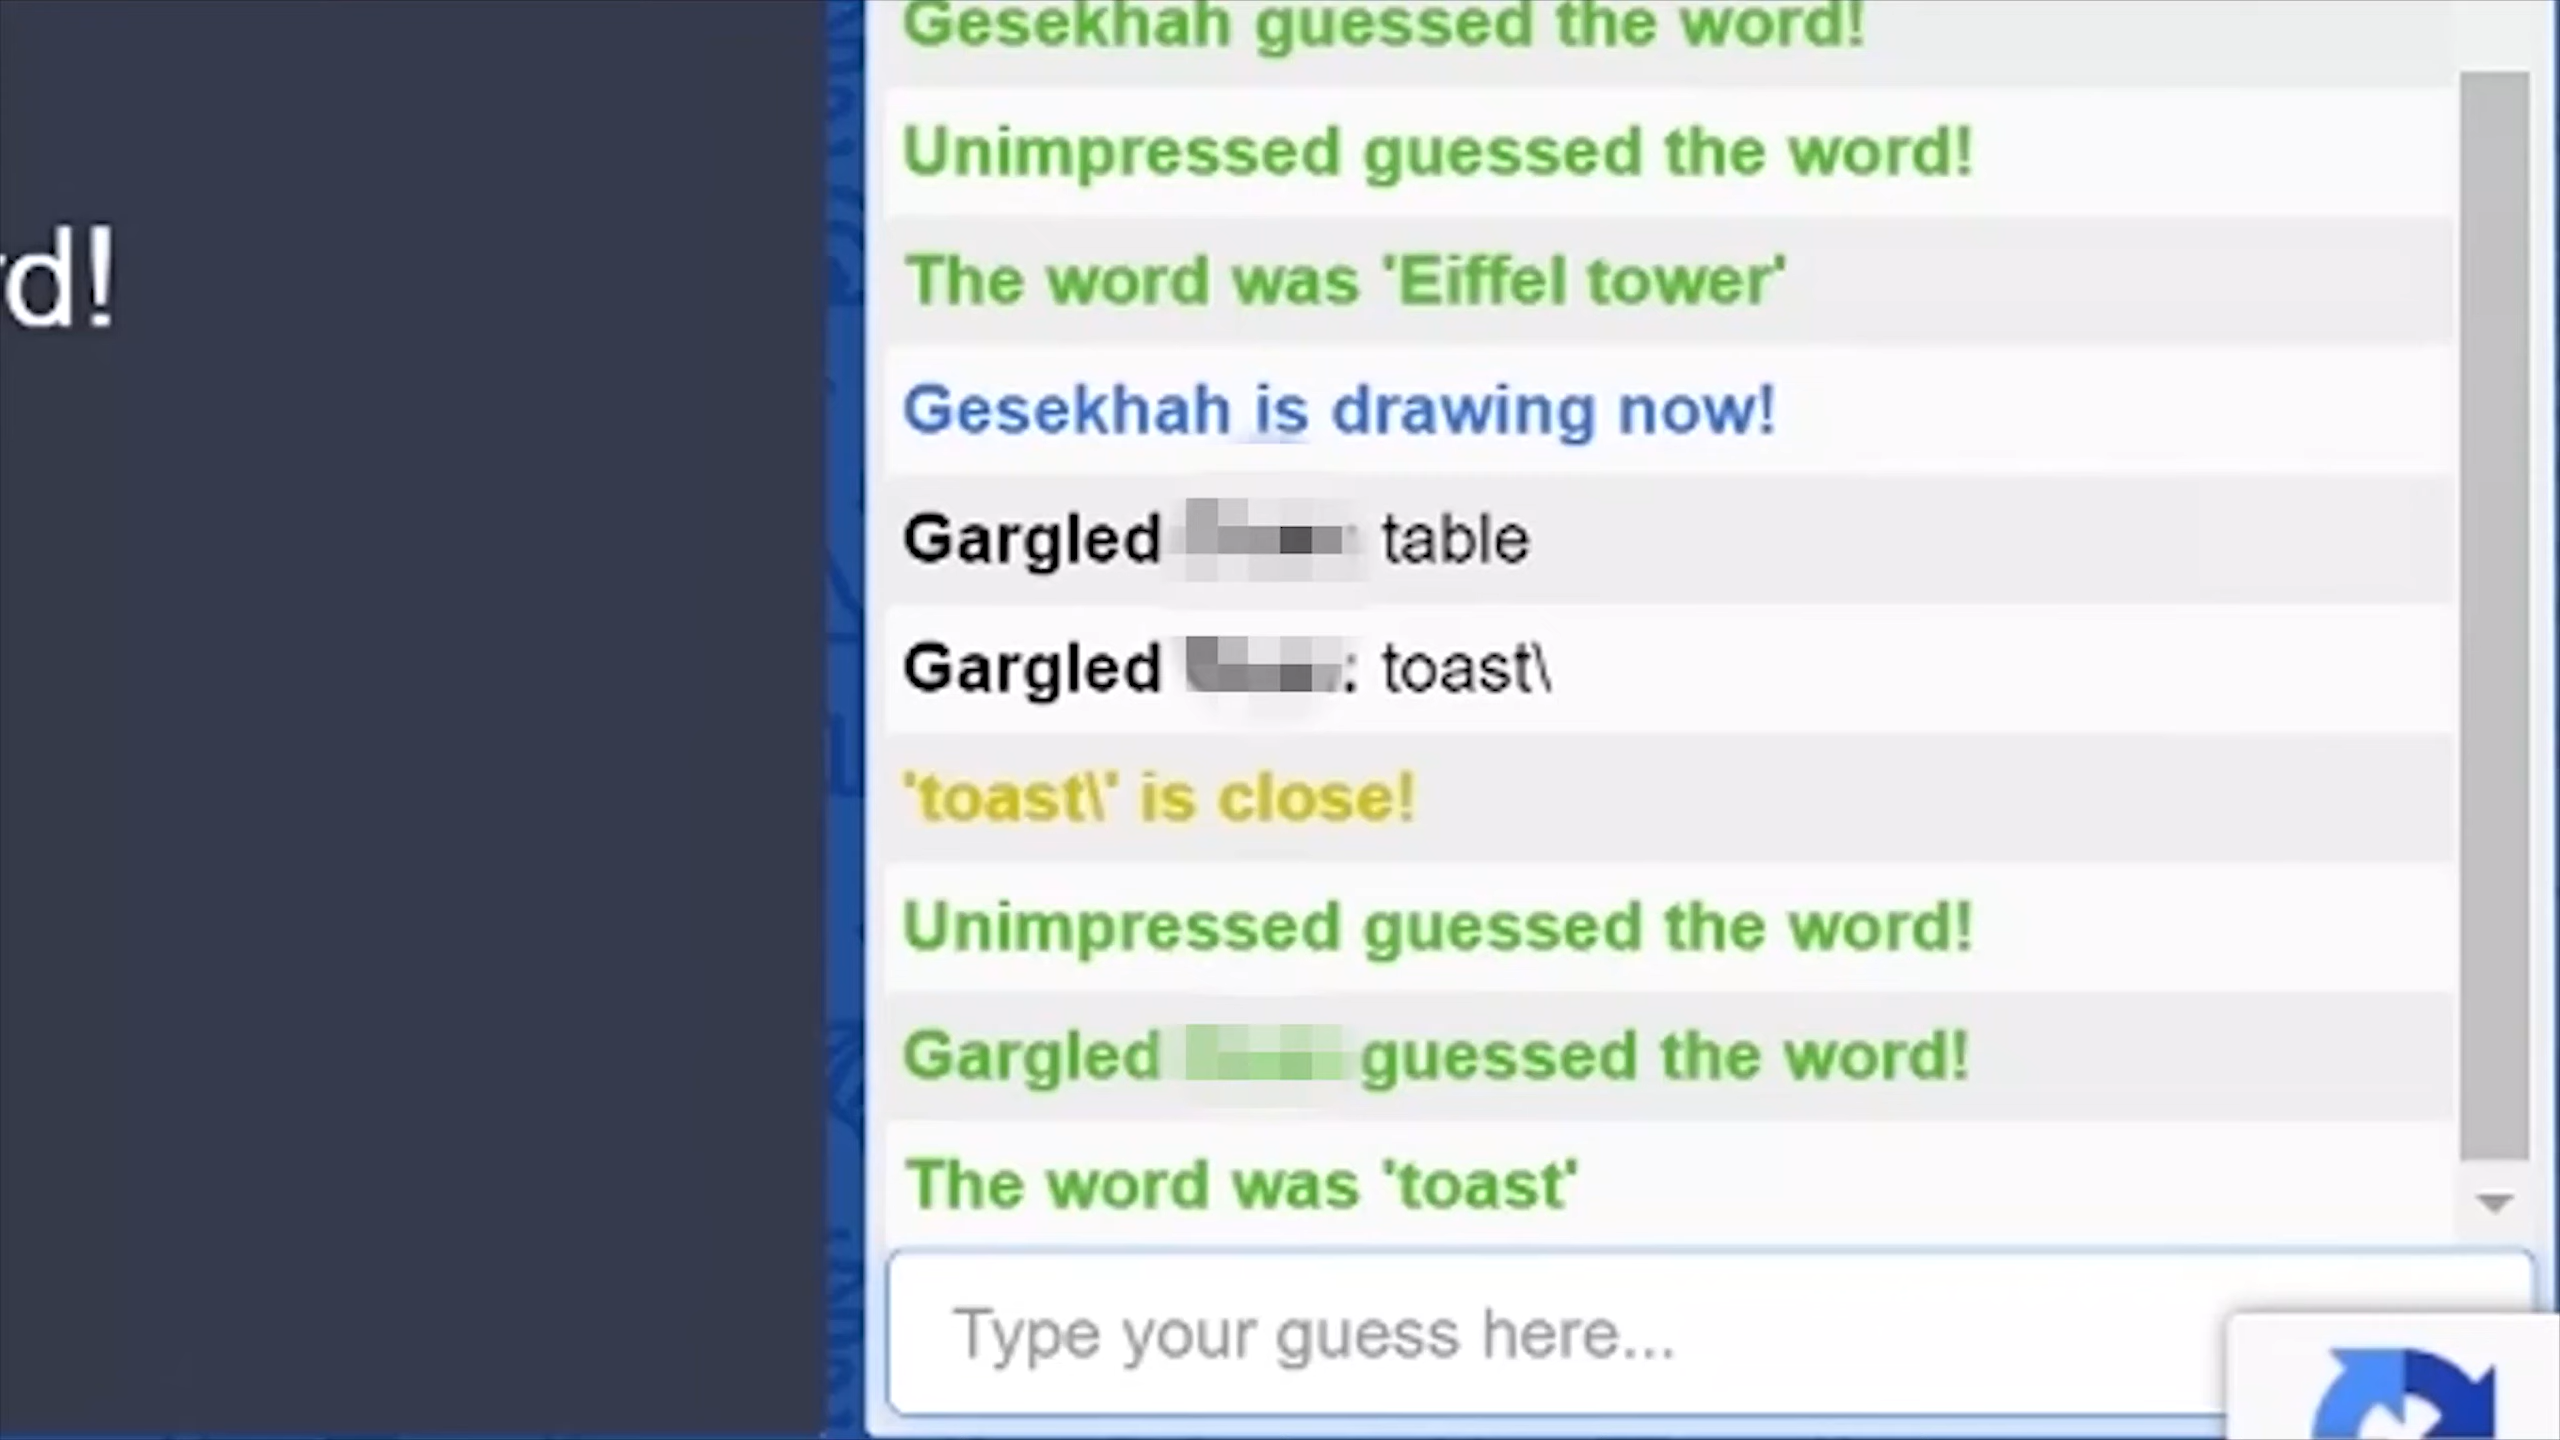 Gesekhah guessed the word!
Unimpressed guessed the word!
The word was 'Eiffel tower'
rd!
Gesekhah is drawing now!
Gargled : table
Gargled : toast\
'toast\' is close!
Unimpressed guessed the word!
Gargled guessed the word!
The word was 'toast'
Type your guess here...